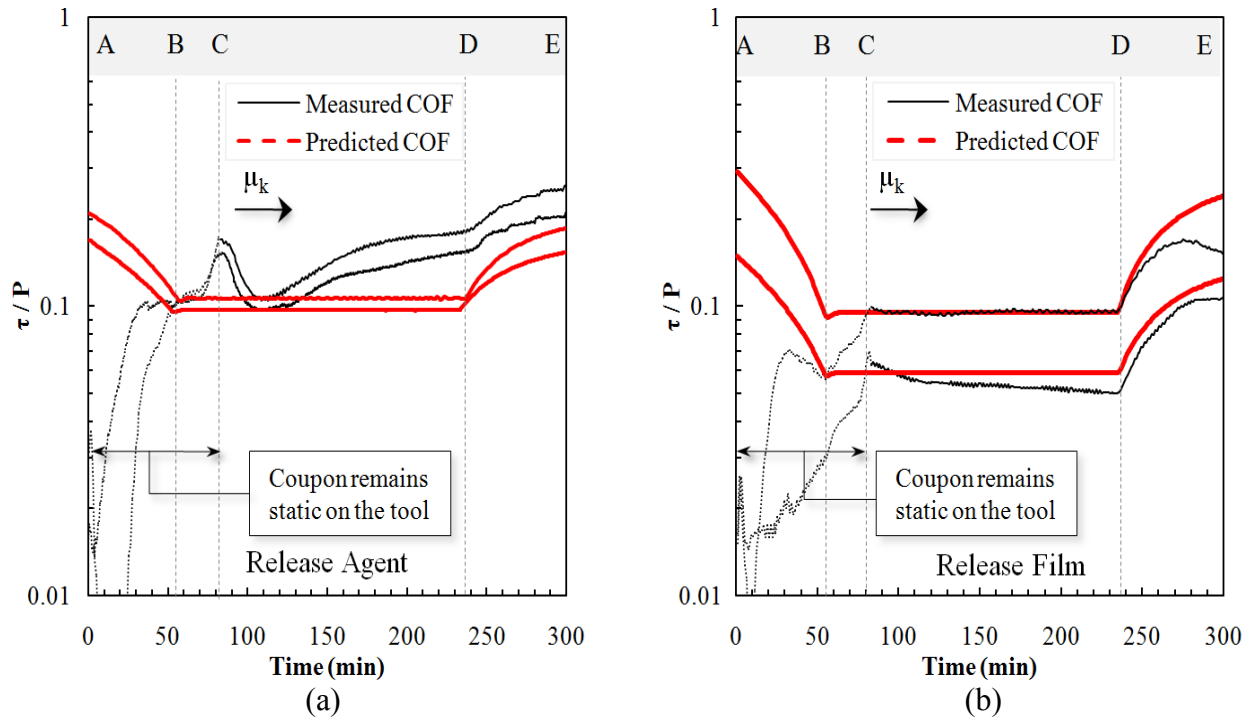 1
A B C D E
Measured COF
Predicted COF
μk
τ / P
0.1
Coupon remains
static on the tool
Release Agent
0.01
0 50 100 150 200 250 300
Time (min)
(a)
1
A B C D E
Measured COF
Predicted COF
μk
τ / P
0.1
Coupon remains
static on the tool
Release Film
0.01
0 50 100 150 200 250 300
Time (min)
(b)